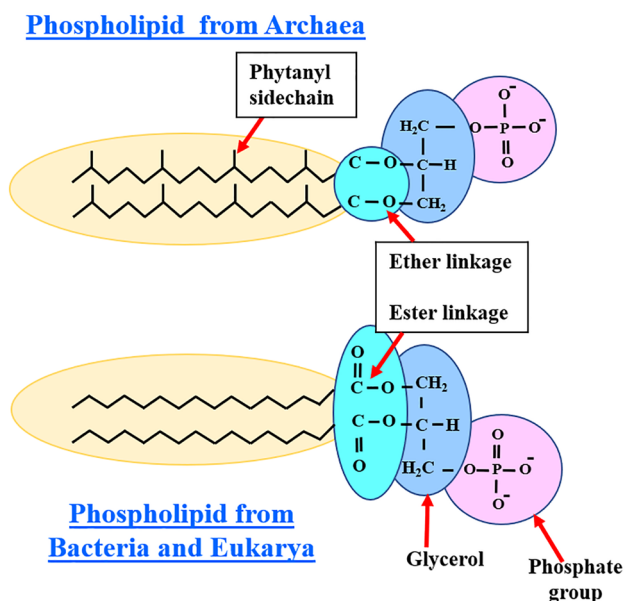 Phospholipid from Archaea
Phytanyl
sidechain
O⁻
H₂C — O — P — O⁻
O
C — O — C — H
C — O — CH₂
Ether linkage
Ester linkage
O
C — O — CH₂
C — O — C — H
O
O
H₂C — O — P — O⁻
O⁻
Phospholipid from
Bacteria and Eukarya
Glycerol
Phosphate
group